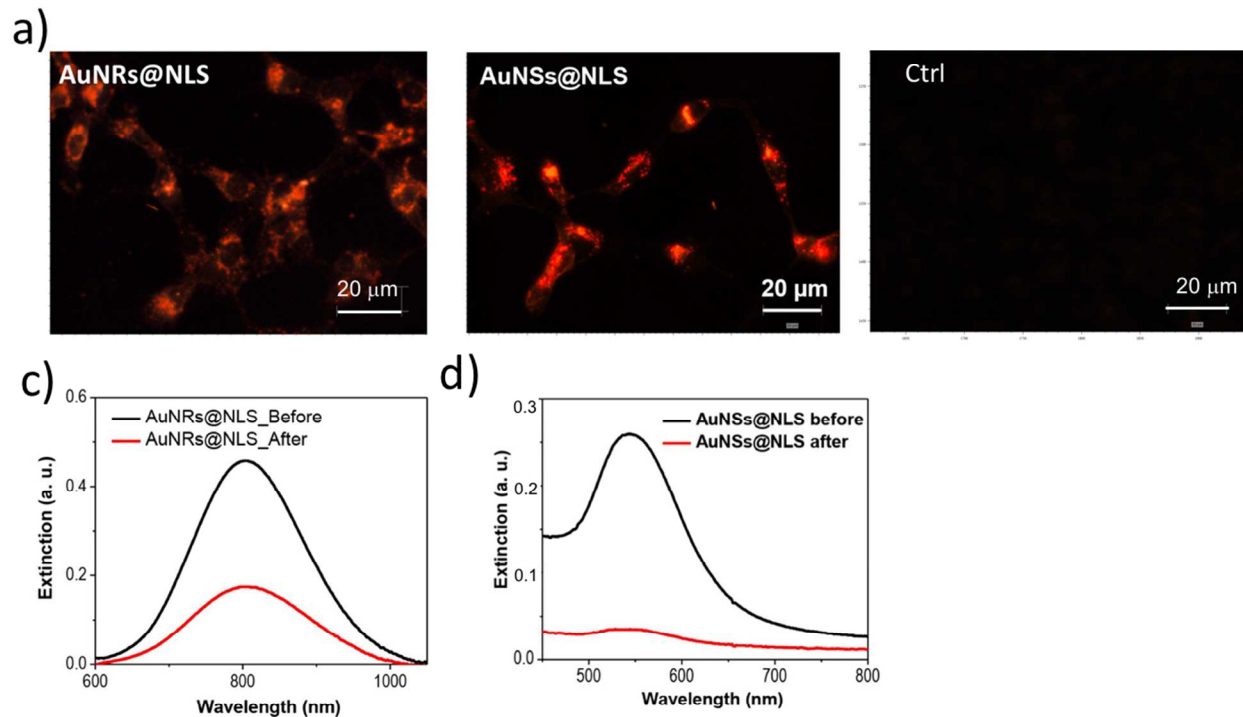 a)
AuNRs@NLS
AuNSs@NLS
Ctrl
20 μm
20 µm
20 μm
c)
0.6
0.4
0.2
0.0
Extinction (a. u.)
AuNRs@NLS_Before
AuNRs@NLS_After
600
800
1000
Wavelength (nm)
d)
0.3
0.2
0.1
0.0
Extinction (a. u.)
AuNSs@NLS before
AuNSs@NLS after
500
600
700
800
Wavelength (nm)